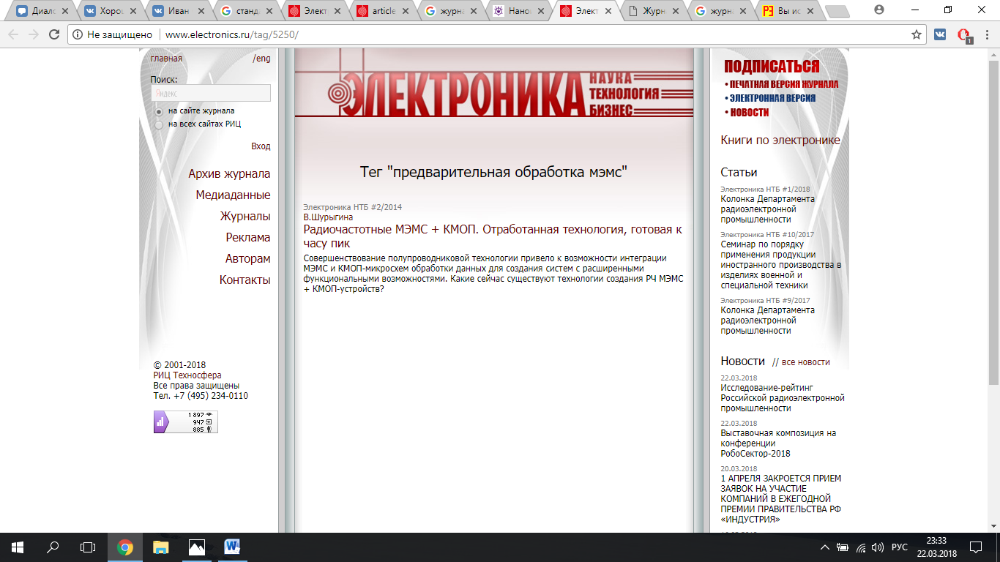 Диало
Хорош
Иван
станда
Элект
article
журна
Нанов
Элект
Журн
журна
Вы ис
Не защищено
www.electronics.ru/tag/5250/
1
главная
/eng
Поиск:
Яндекс
на сайте журнала
на всех сайтах РИЦ
Вход
Архив журнала
Медиаданные
Журналы
Реклама
Авторам
Контакты
© 2001-2018
РИЦ Техносфера
Все права защищены
Тел. +7 (495) 234-0110
1 897
947
885
ЭЛЕКТРОНИКА
НАУКА
ТЕХНОЛОГИЯ
БИЗНЕС
Тег "предварительная обработка мэмс"
Электроника НТБ #2/2014
В.Шурыгина
Радиочастотные МЭМС + КМОП. Отработанная технология, готовая к
часу пик
Совершенствование полупроводниковой технологии привело к возможности интеграции
МЭМС и КМОП-микросхем обработки данных для создания систем с расширенными
функциональными возможностями. Какие сейчас существуют технологии создания РЧ МЭМС
+ КМОП-устройств?
ПОДПИСАТЬСЯ
• ПЕЧАТНАЯ ВЕРСИЯ ЖУРНАЛА
• ЭЛЕКТРОННАЯ ВЕРСИЯ
• НОВОСТИ
Книги по электронике
Статьи
Электроника НТБ #1/2018
Колонка Департамента
радиоэлектронной
промышленности
Электроника НТБ #10/2017
Семинар по порядку
применения продукции
иностранного производства в
изделиях военной и
специальной техники
Электроника НТБ #9/2017
Колонка Департамента
радиоэлектронной
промышленности
Новости // все новости
22.03.2018
Исследование-рейтинг
Российской радиоэлектронной
промышленности
22.03.2018
Выставочная композиция на
конференции
РобоСектор-2018
20.03.2018
1 АПРЕЛЯ ЗАКРОЕТСЯ ПРИЕМ
ЗАЯВОК НА УЧАСТИЕ
КОМПАНИЙ В ЕЖЕГОДНОЙ
ПРЕМИИ ПРАВИТЕЛЬСТВА РФ
«ИНДУСТРИЯ»
РУС
23:33
22.03.2018